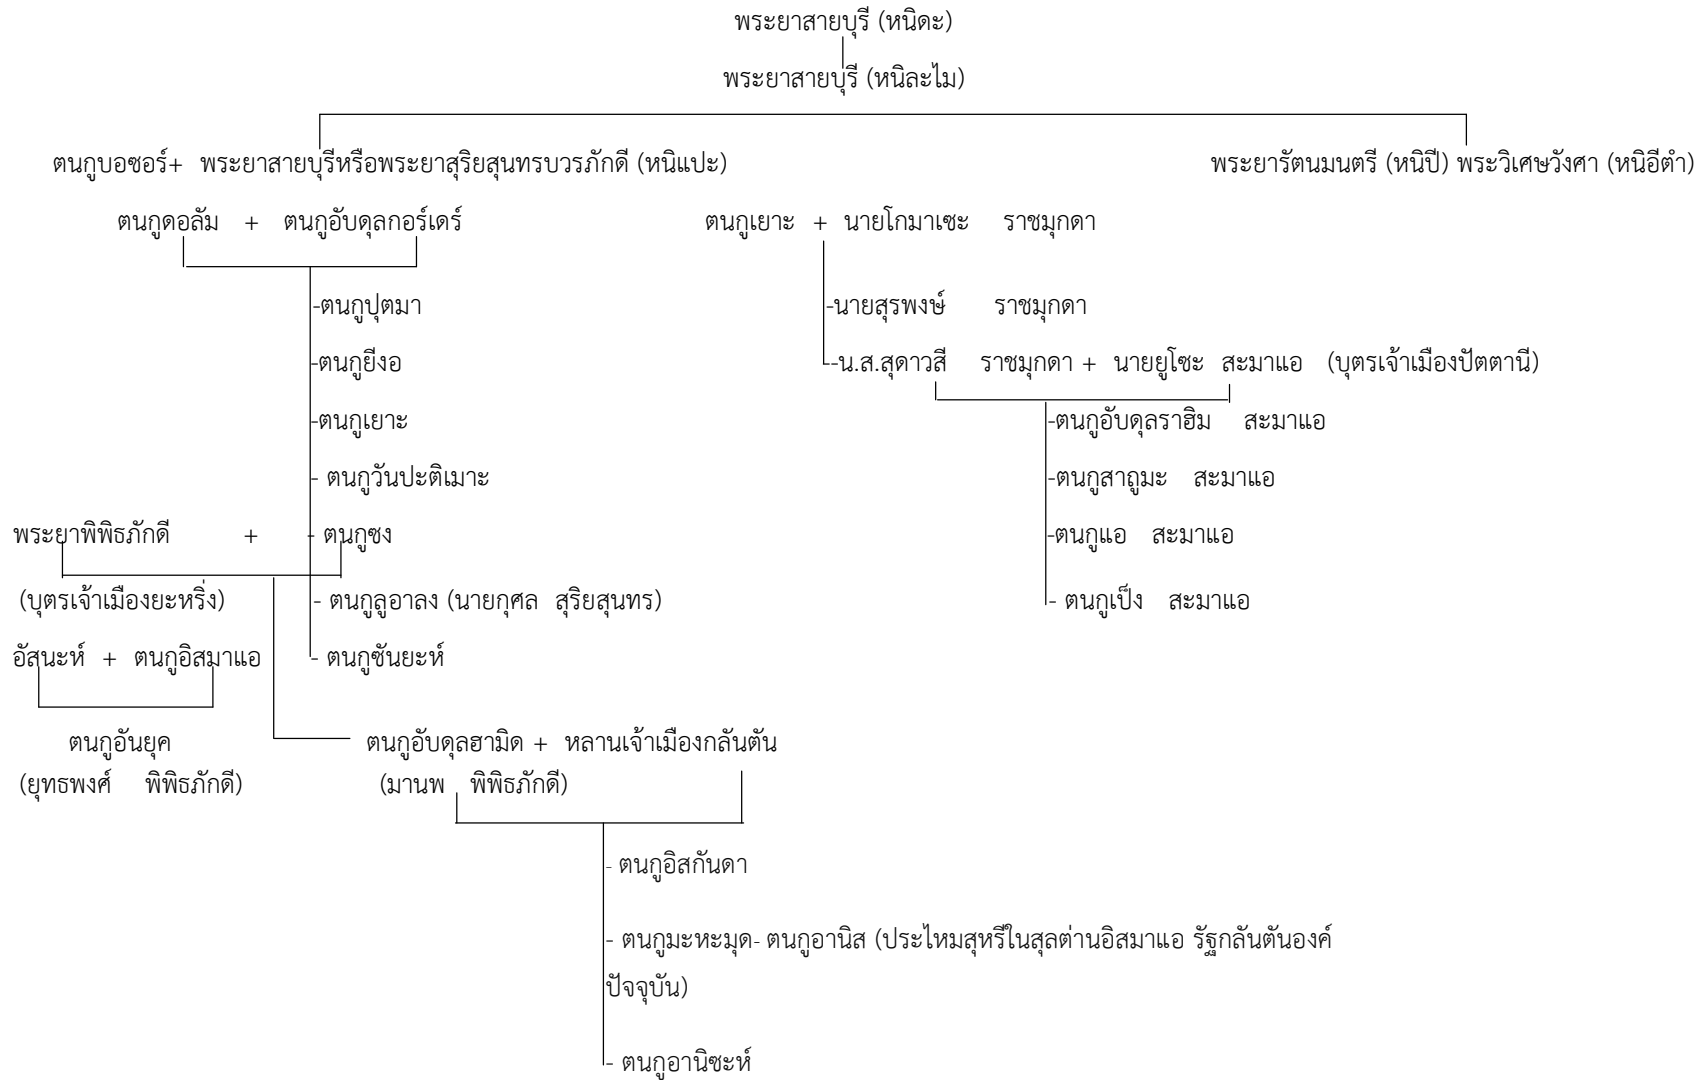 พระยาสายบุรี (หนิดะ)
พระยาสายบุรี (หนิละไม)
ตนกูบอซอร์+ พระยาสายบุรีหรือพระยาสุริยสุนทรบวรภักดี (หนิแปะ)
พระยารัตนมนตรี (หนิปี) พระวิเศษวังศา (หนิอีตำ)
ตนกูดอลัม + ตนกูอับดุลกอร์เดร์
ตนกูเยาะ + นายโกมาเซะ ราชมุกดา
-ตนกูปุตมา
-นายสุรพงษ์ ราชมุกดา
-ตนกูยีงอ
--น.ส.สุดาวสี ราชมุกดา + นายยูโซะ สะมาแอ (บุตรเจ้าเมืองปัตตานี)
-ตนกูเยาะ
-ตนกูอับดุลราฮิม สะมาแอ
- ตนกูวันปะติเมาะ
-ตนกูสาถูมะ สะมาแอ
พระยาพิพิธภักดี + - ตนกูซง
-ตนกูแอ สะมาแอ
(บุตรเจ้าเมืองยะหริ่ง)
- ตนกูลูอาลง (นายกุศล สุริยสุนทร)
- ตนกูเป็ง สะมาแอ
อัสนะห์ + ตนกูอิสมาแอ
- ตนกูซันยะห์
ตนกูอันยุค
(ยุทธพงศ์ พิพิธภักดี)
ตนกูอับดุลฮามิด + หลานเจ้าเมืองกลันตัน
(มานพ พิพิธภักดี)
- ตนกูอิสกันดา
- ตนกูมะหะมุด- ตนกูอานิส (ประไหมสุหรีในสุลต่านอิสมาแอ รัฐกลันตันองค์
ปัจจุบัน)
- ตนกูอานิซะห์